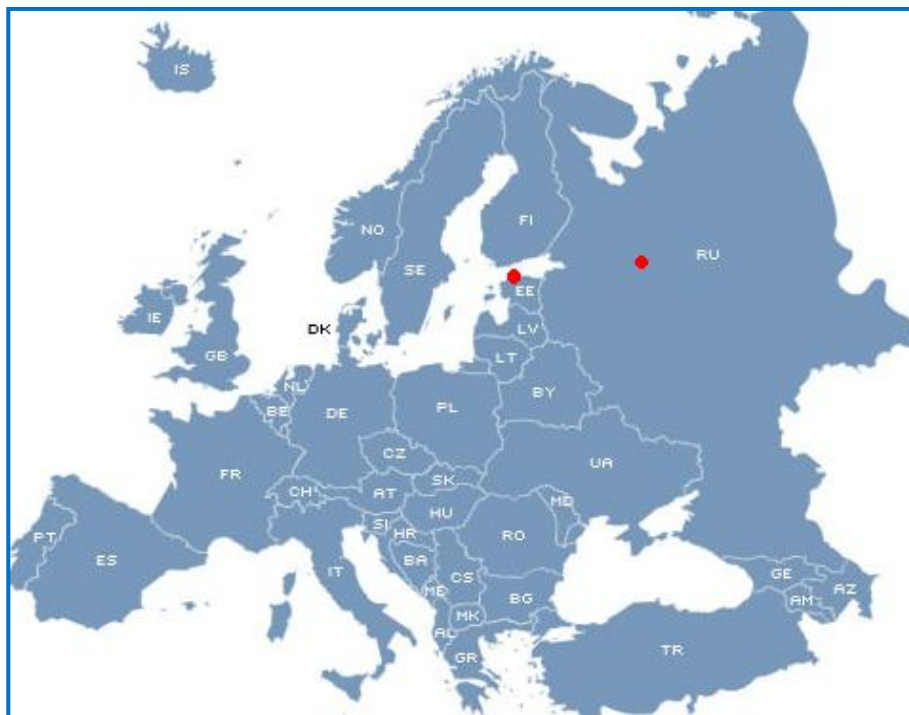 IS
NO
FI
RU
SE
EE
IE
DK
LV
GB
LT
NL
BY
BE
DE
PL
CZ
UA
FR
SK
CH
AT
MD
HU
SI
HR
RO
PT
ES
BA
IT
CS
GE
AZ
ME
BG
AM
MK
AL
GR
TR